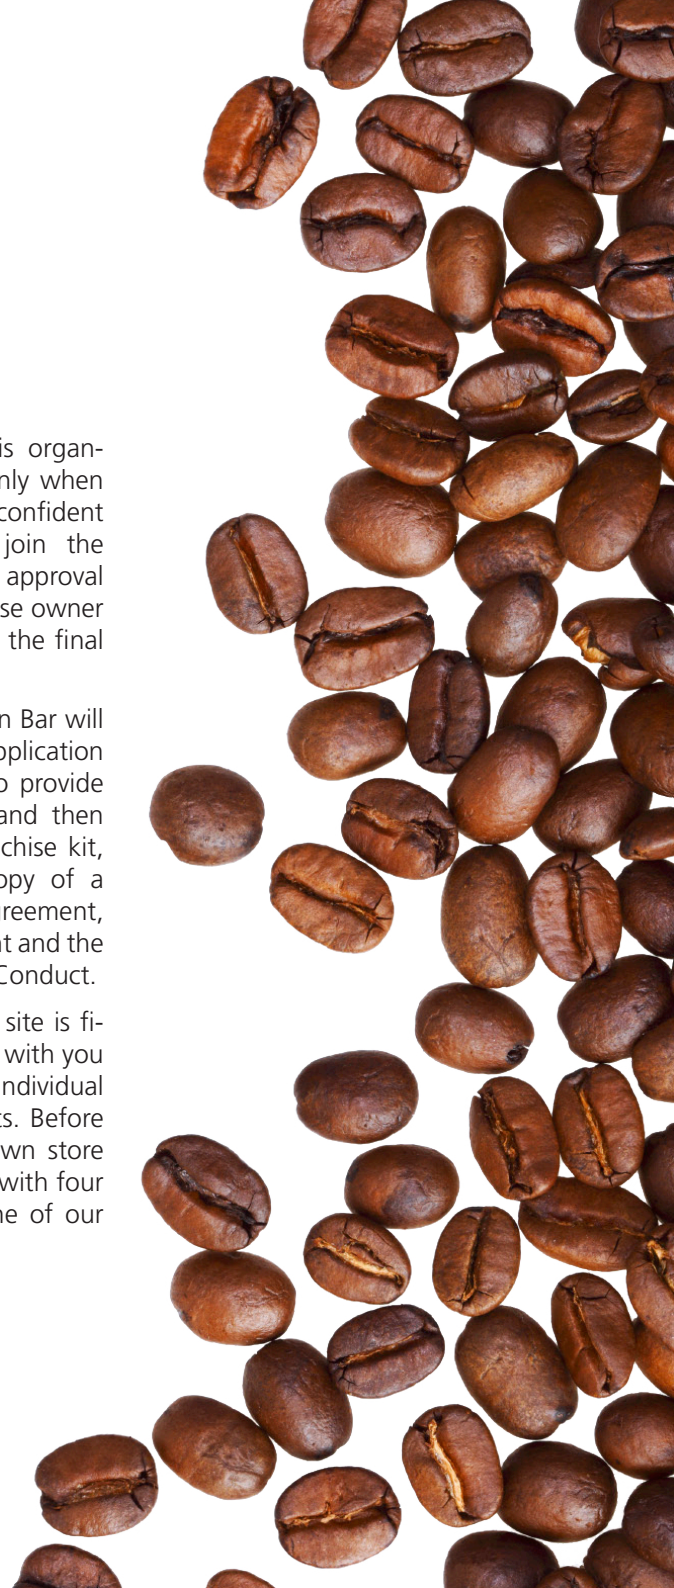 is organ-
nly when
confident
join the
approval
se owner
the final
n Bar will
pplication
o provide
and then
chise kit,
opy of a
greement,
t and the
Conduct.
site is fi-
with you
ndividual
ts. Before
wn store
with four
ne of our